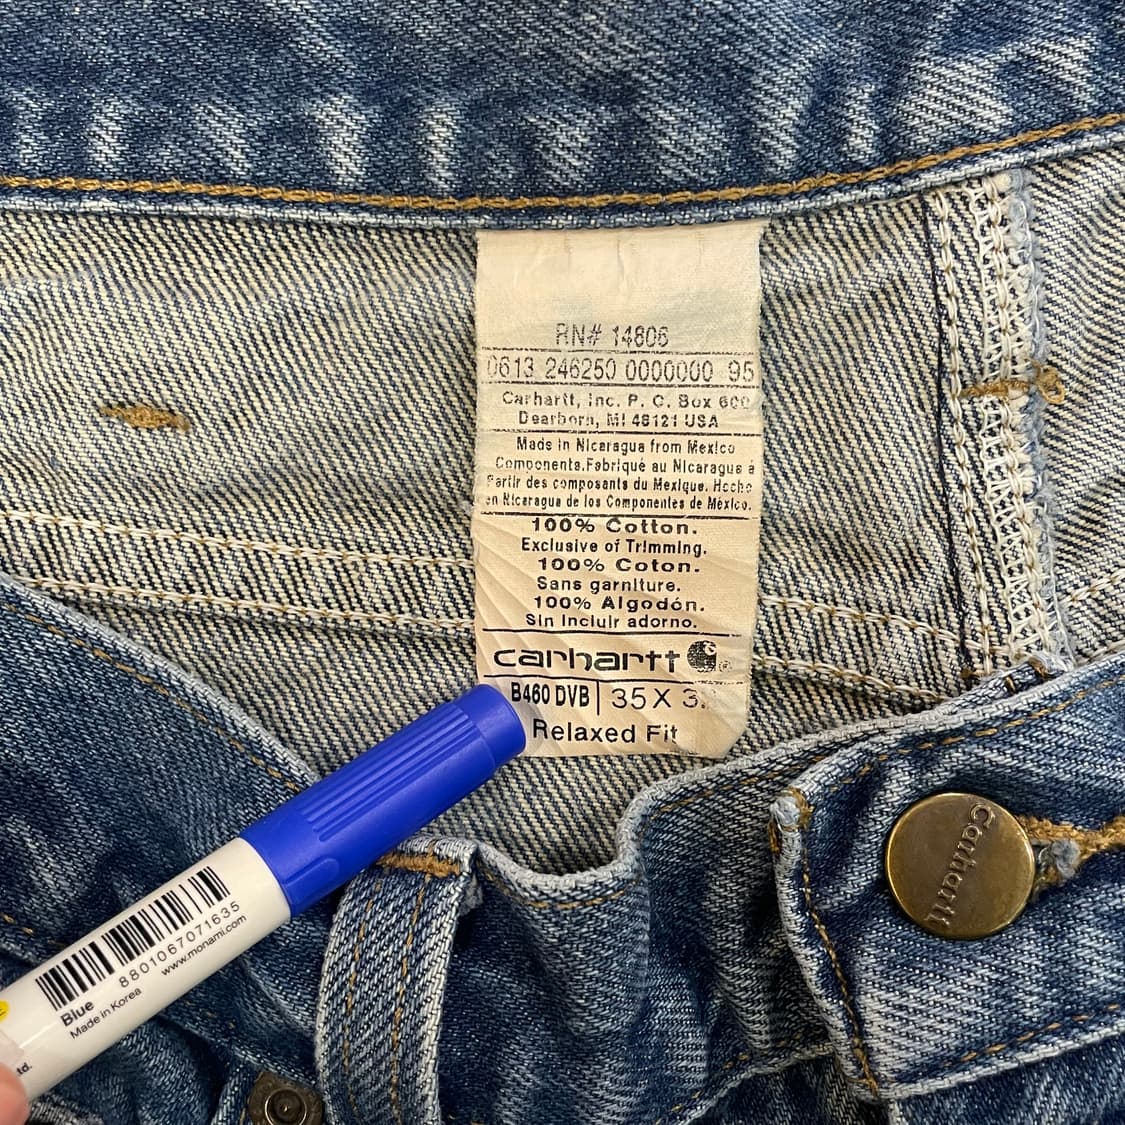 RN# 14806
0613 246250 0000000 95
Carhartt, Inc. P. O. Box 600
Dearborn, MI 48121 USA
Made in Nicaragua from Mexico
Components.Fabriqué au Nicaragua à
Partir des composants du Mexique. Hecho
en Nicaragua de los Componentes de México.
100% Cotton.
Exclusive of Trimming.
100% Coton.
Sans garniture.
100% Algodón.
Sin incluir adorno.
carhartt ®
B460 DVB | 35 X
Relaxed Fit
Carhartt
8801067071635
Blue www.monami.com
Made in Korea
td.